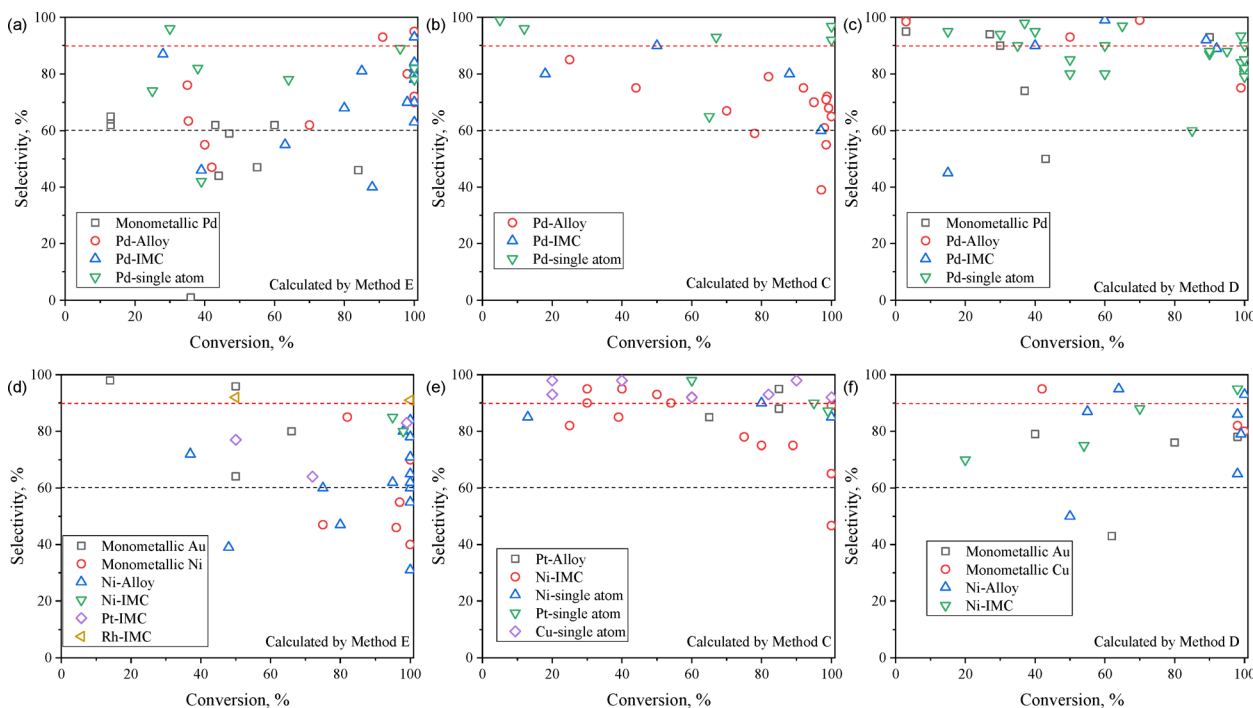 (a)
100
80
60
40
20
0
Selectivity, %
Monometallic Pd
Pd-Alloy
Pd-IMC
Pd-single atom
Calculated by Method E
0 20 40 60 80 100
Conversion, %
(b)
100
80
60
40
20
0
Selectivity, %
Pd-Alloy
Pd-IMC
Pd-single atom
Calculated by Method C
0 20 40 60 80 100
Conversion, %
(c)
100
80
60
40
20
0
Selectivity, %
Monometallic Pd
Pd-Alloy
Pd-IMC
Pd-single atom
Calculated by Method D
0 20 40 60 80 100
Conversion, %
(d)
100
80
60
40
20
0
Selectivity, %
Monometallic Au
Monometallic Ni
Ni-Alloy
Ni-IMC
Pt-IMC
Rh-IMC
Calculated by Method E
0 20 40 60 80 100
Conversion, %
(e)
100
80
60
40
20
0
Selectivity, %
Pt-Alloy
Ni-IMC
Ni-single atom
Pt-single atom
Cu-single atom
Calculated by Method C
0 20 40 60 80 100
Conversion, %
(f)
100
80
60
40
20
0
Selectivity, %
Monometallic Au
Monometallic Cu
Ni-Alloy
Ni-IMC
Calculated by Method D
0 20 40 60 80 100
Conversion, %